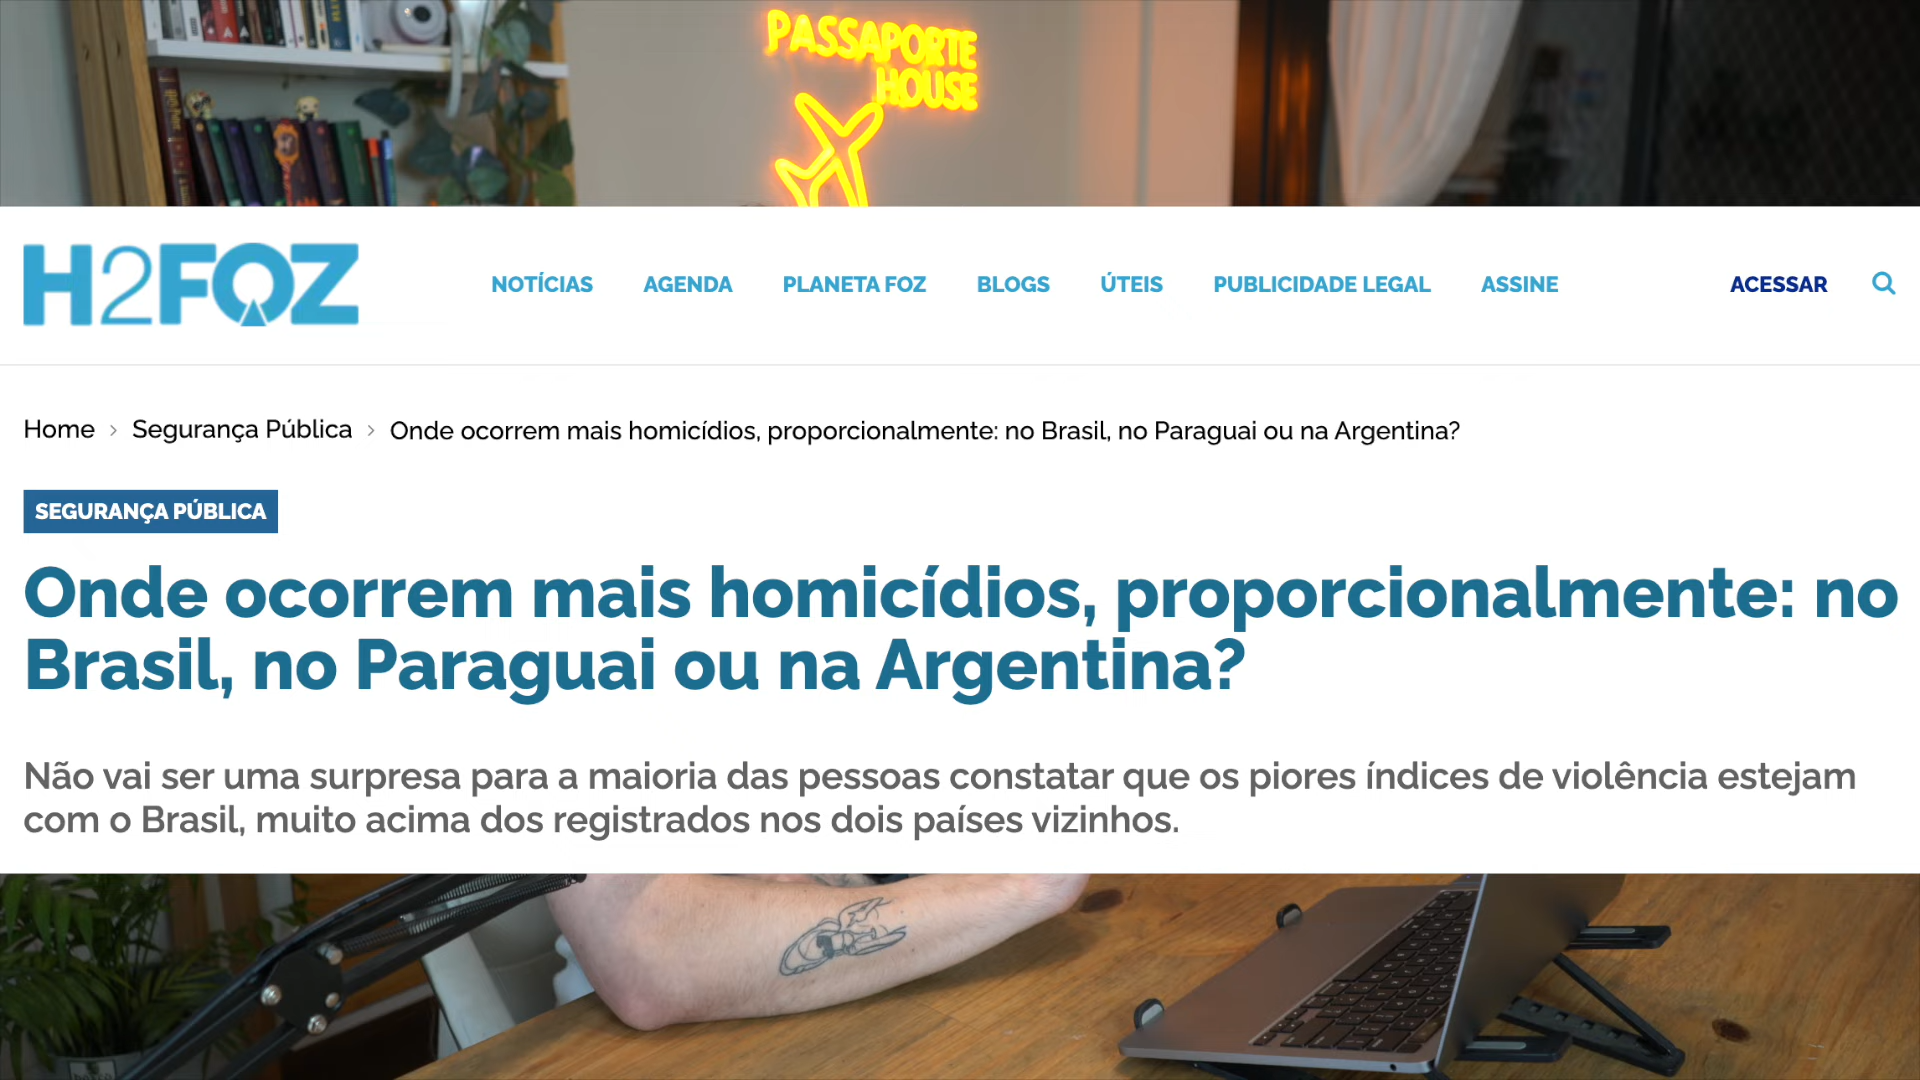 PASSAPORTE
HOUSE
H2FOZ
NOTÍCIAS AGENDA PLANETA FOZ BLOGS ÚTEIS PUBLICIDADE LEGAL ASSINE ACESSAR
Home > Segurança Pública > Onde ocorrem mais homicídios, proporcionalmente: no Brasil, no Paraguai ou na Argentina?
SEGURANÇA PÚBLICA
Onde ocorrem mais homicídios, proporcionalmente: no
Brasil, no Paraguai ou na Argentina?
Não vai ser uma surpresa para a maioria das pessoas constatar que os piores índices de violência estejam
com o Brasil, muito acima dos registrados nos dois países vizinhos.